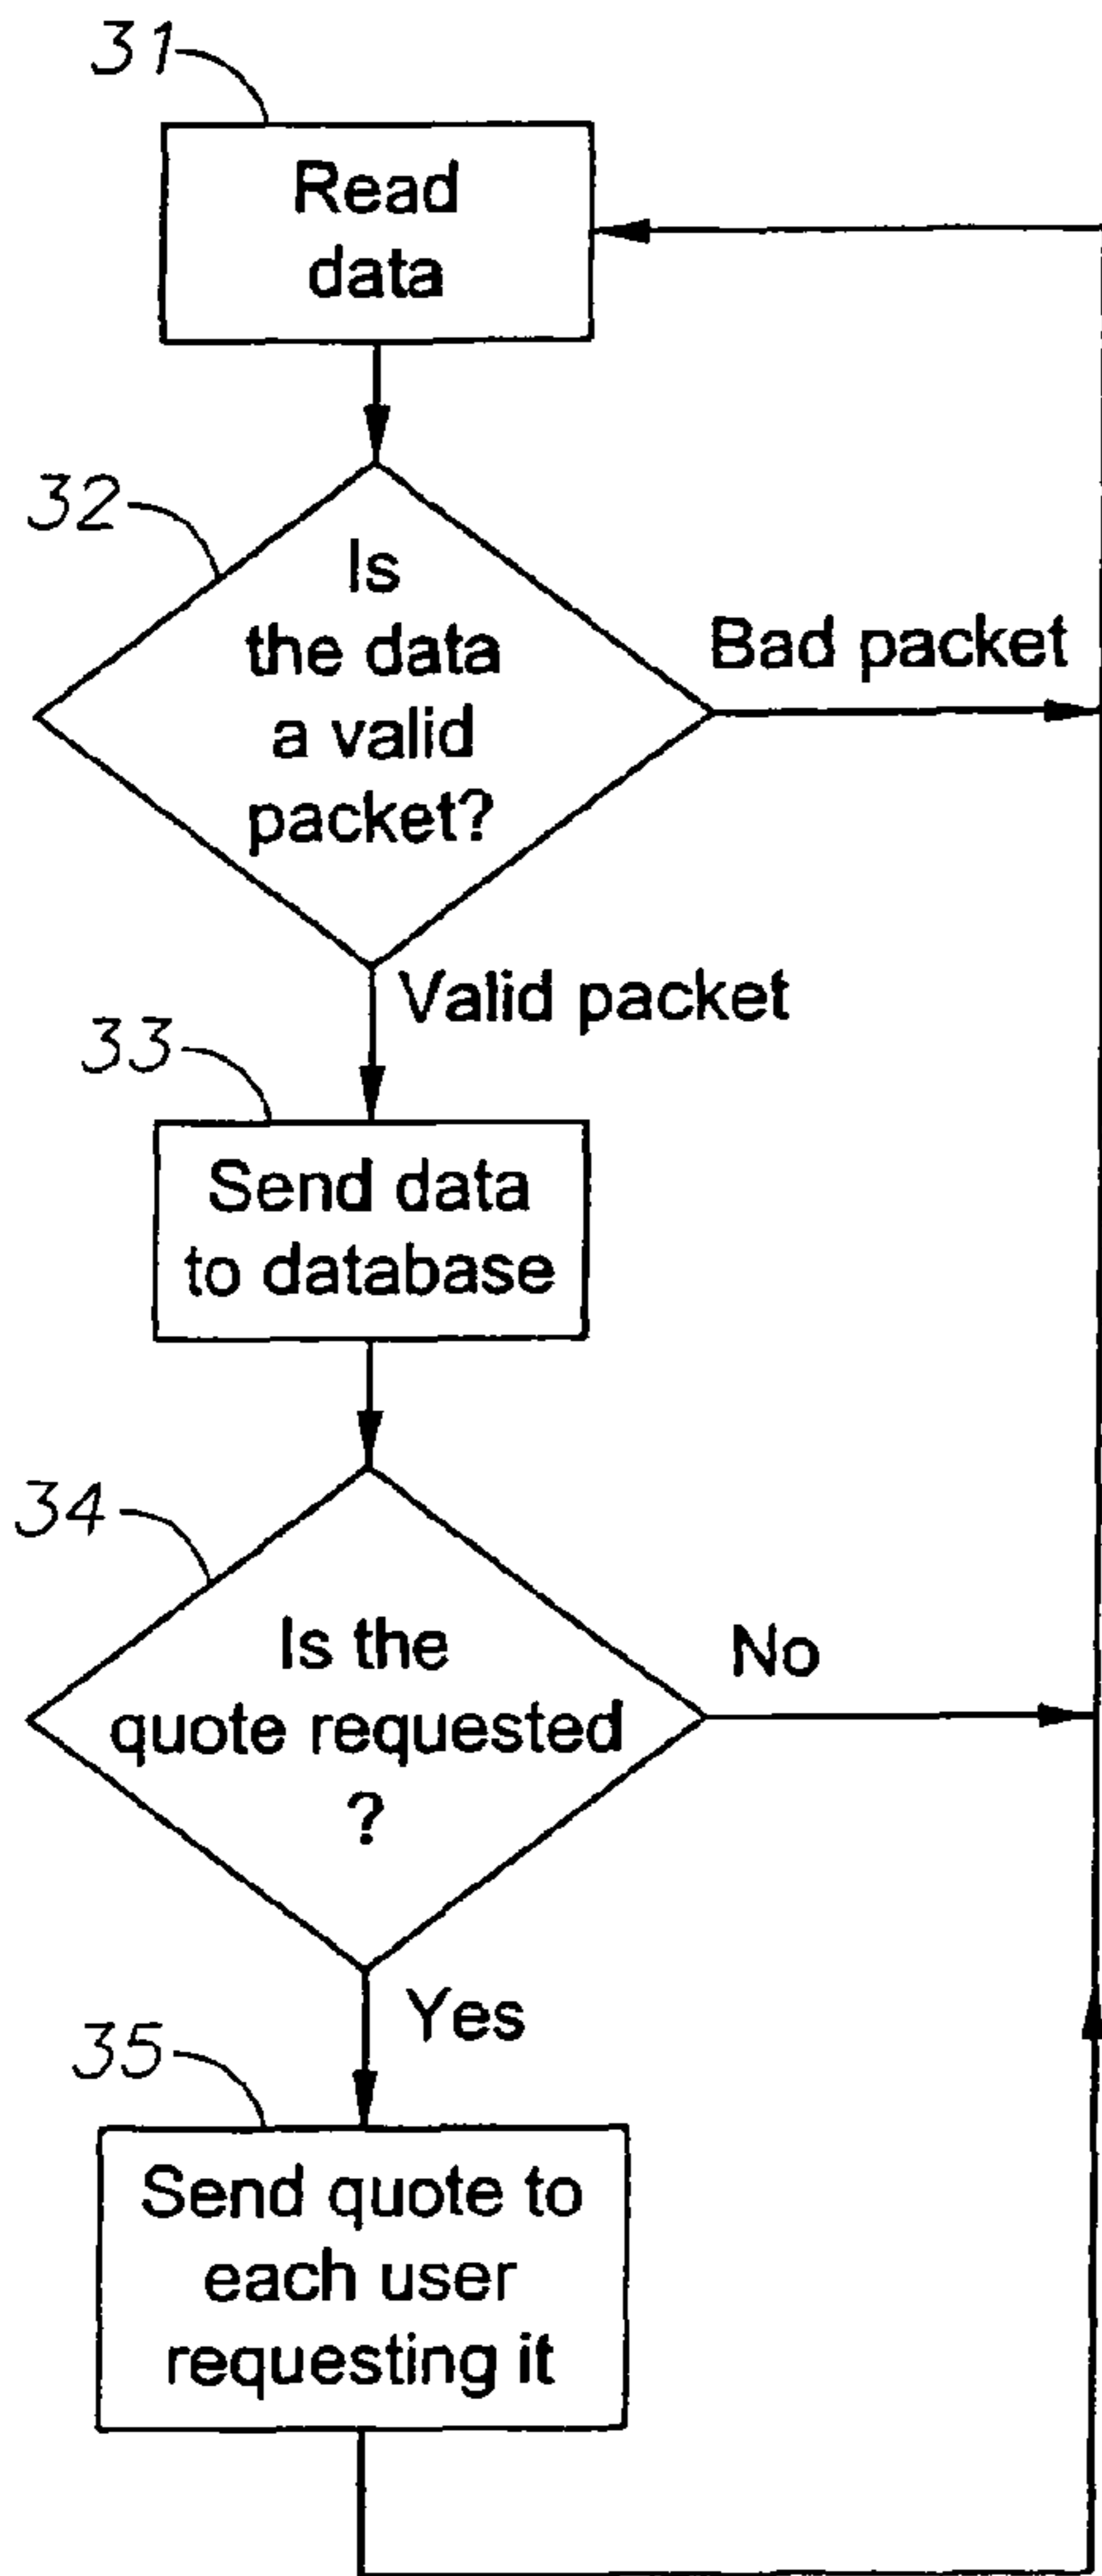 31
Read
data
32
Is
the data
a valid
packet?
Bad packet
Valid packet
33
Send data
to database
34
Is the
quote requested
?
No
Yes
35
Send quote to
each user
requesting it